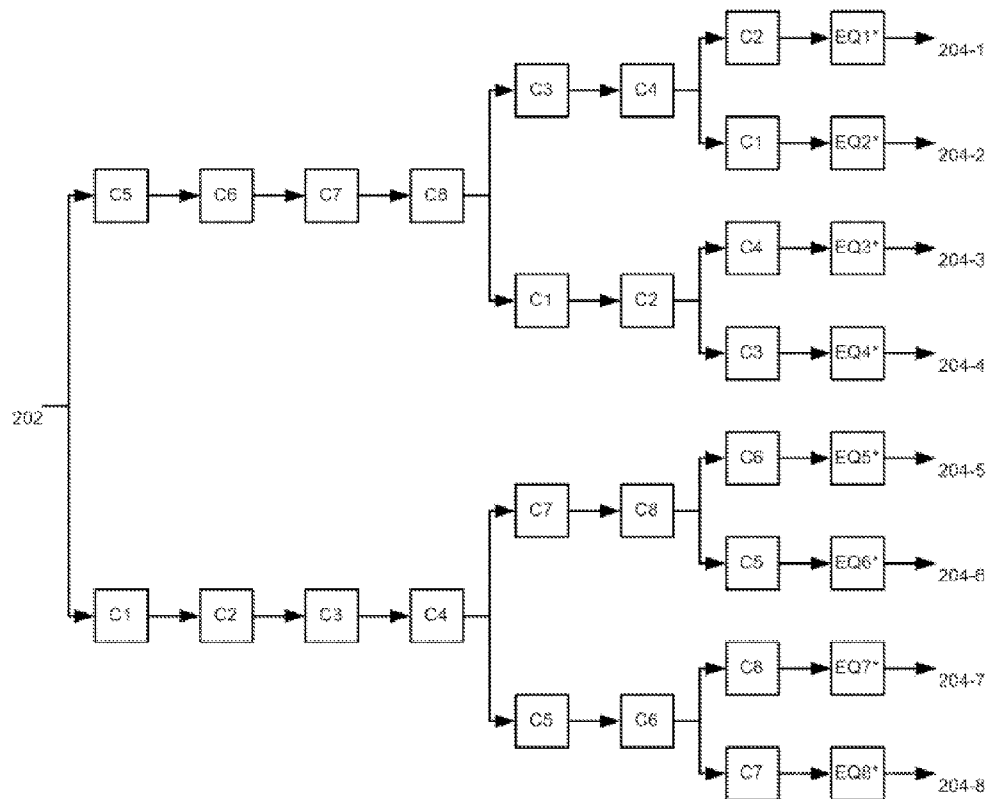 C2 EQ1* 204-1
C3 C4
C1 EQ2* 204-2
C5 C6 C7 C8
C4 EQ3* 204-3
C1 C2
C3 EQ4* 204-4
202
C6 EQ5* 204-5
C7 C8
C5 EQ6* 204-6
C1 C2 C3 C4
C8 EQ7* 204-7
C5 C6
C7 EQ8* 204-8